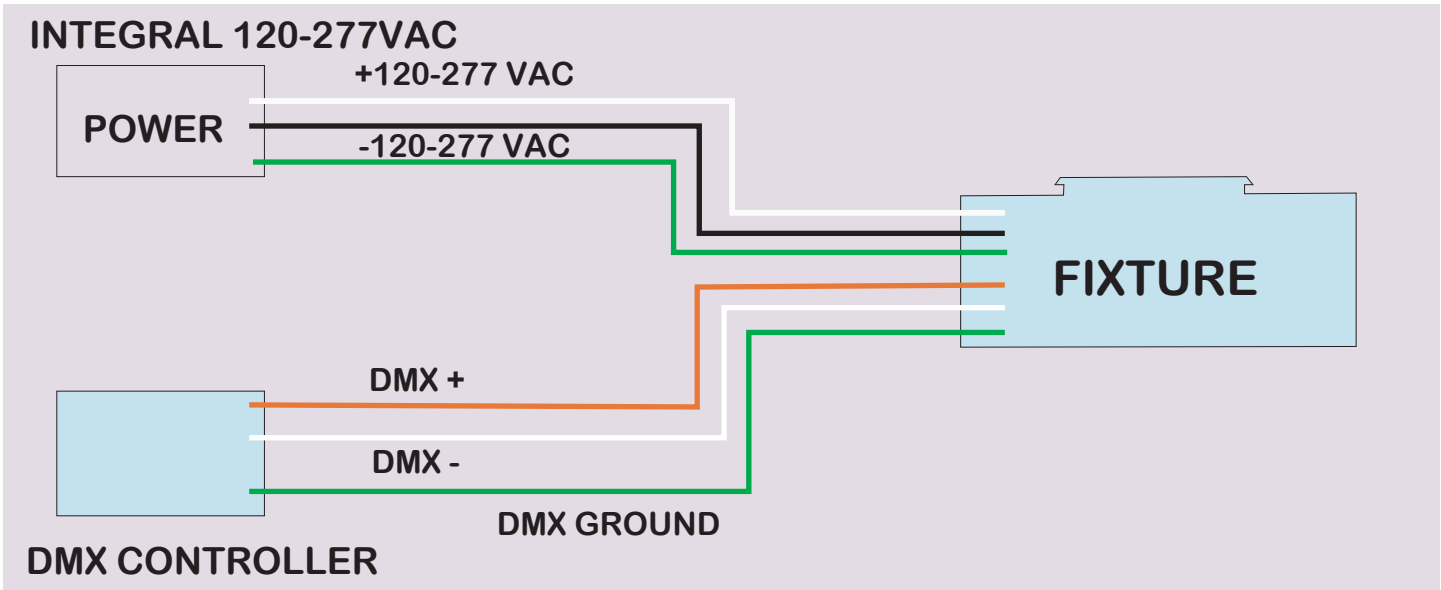 INTEGRAL 120-277VAC
+120-277 VAC
POWER
-120-277 VAC
FIXTURE
DMX +
DMX -
DMX GROUND
DMX CONTROLLER